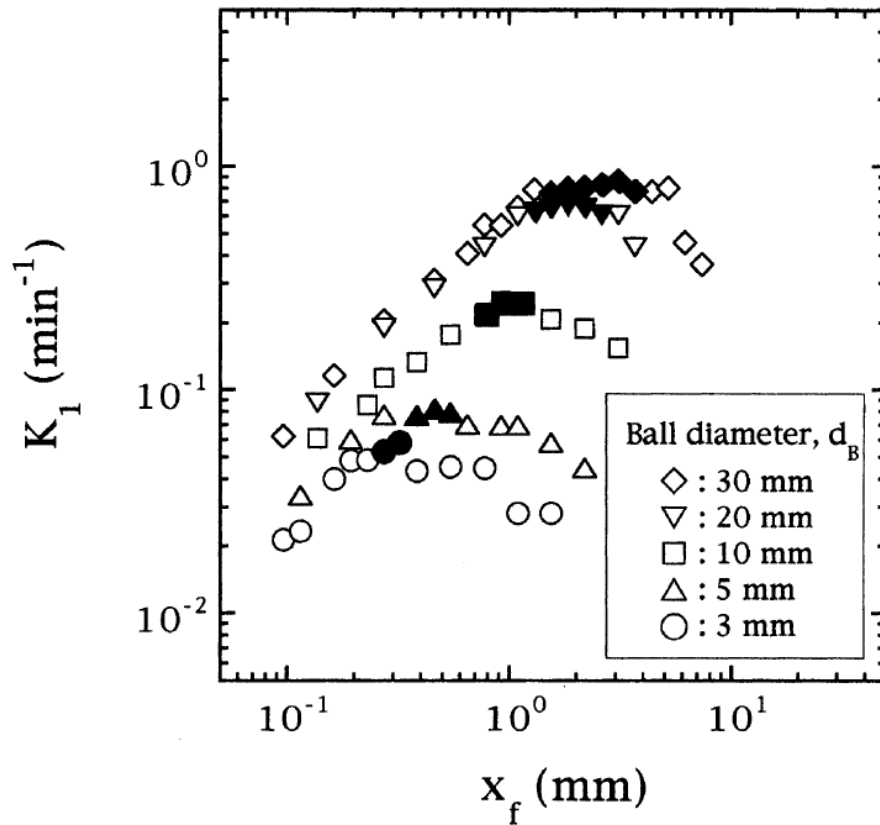 K₁ (min⁻¹)
10⁰
10⁻¹
10⁻²
Ball diameter, d_B
◇ : 30 mm
▽ : 20 mm
□ : 10 mm
△ : 5 mm
○ : 3 mm
10⁻¹ 10⁰ 10¹
x_f (mm)